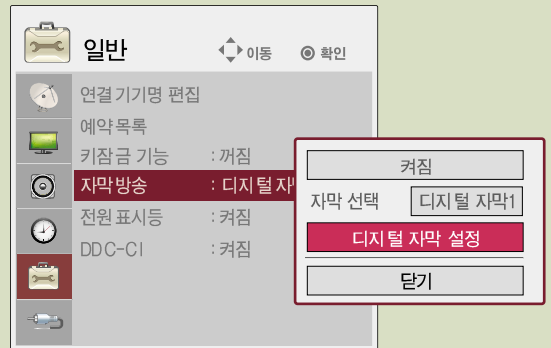 일반 이동 확인
연결기기명 편집
예약목록
키잠금 기능 : 꺼짐
자막방송 : 디지털 자
전원표시등 : 켜짐
DDC-CI : 켜짐
켜짐
자막 선택 디지털 자막1
디지털 자막 설정
닫기